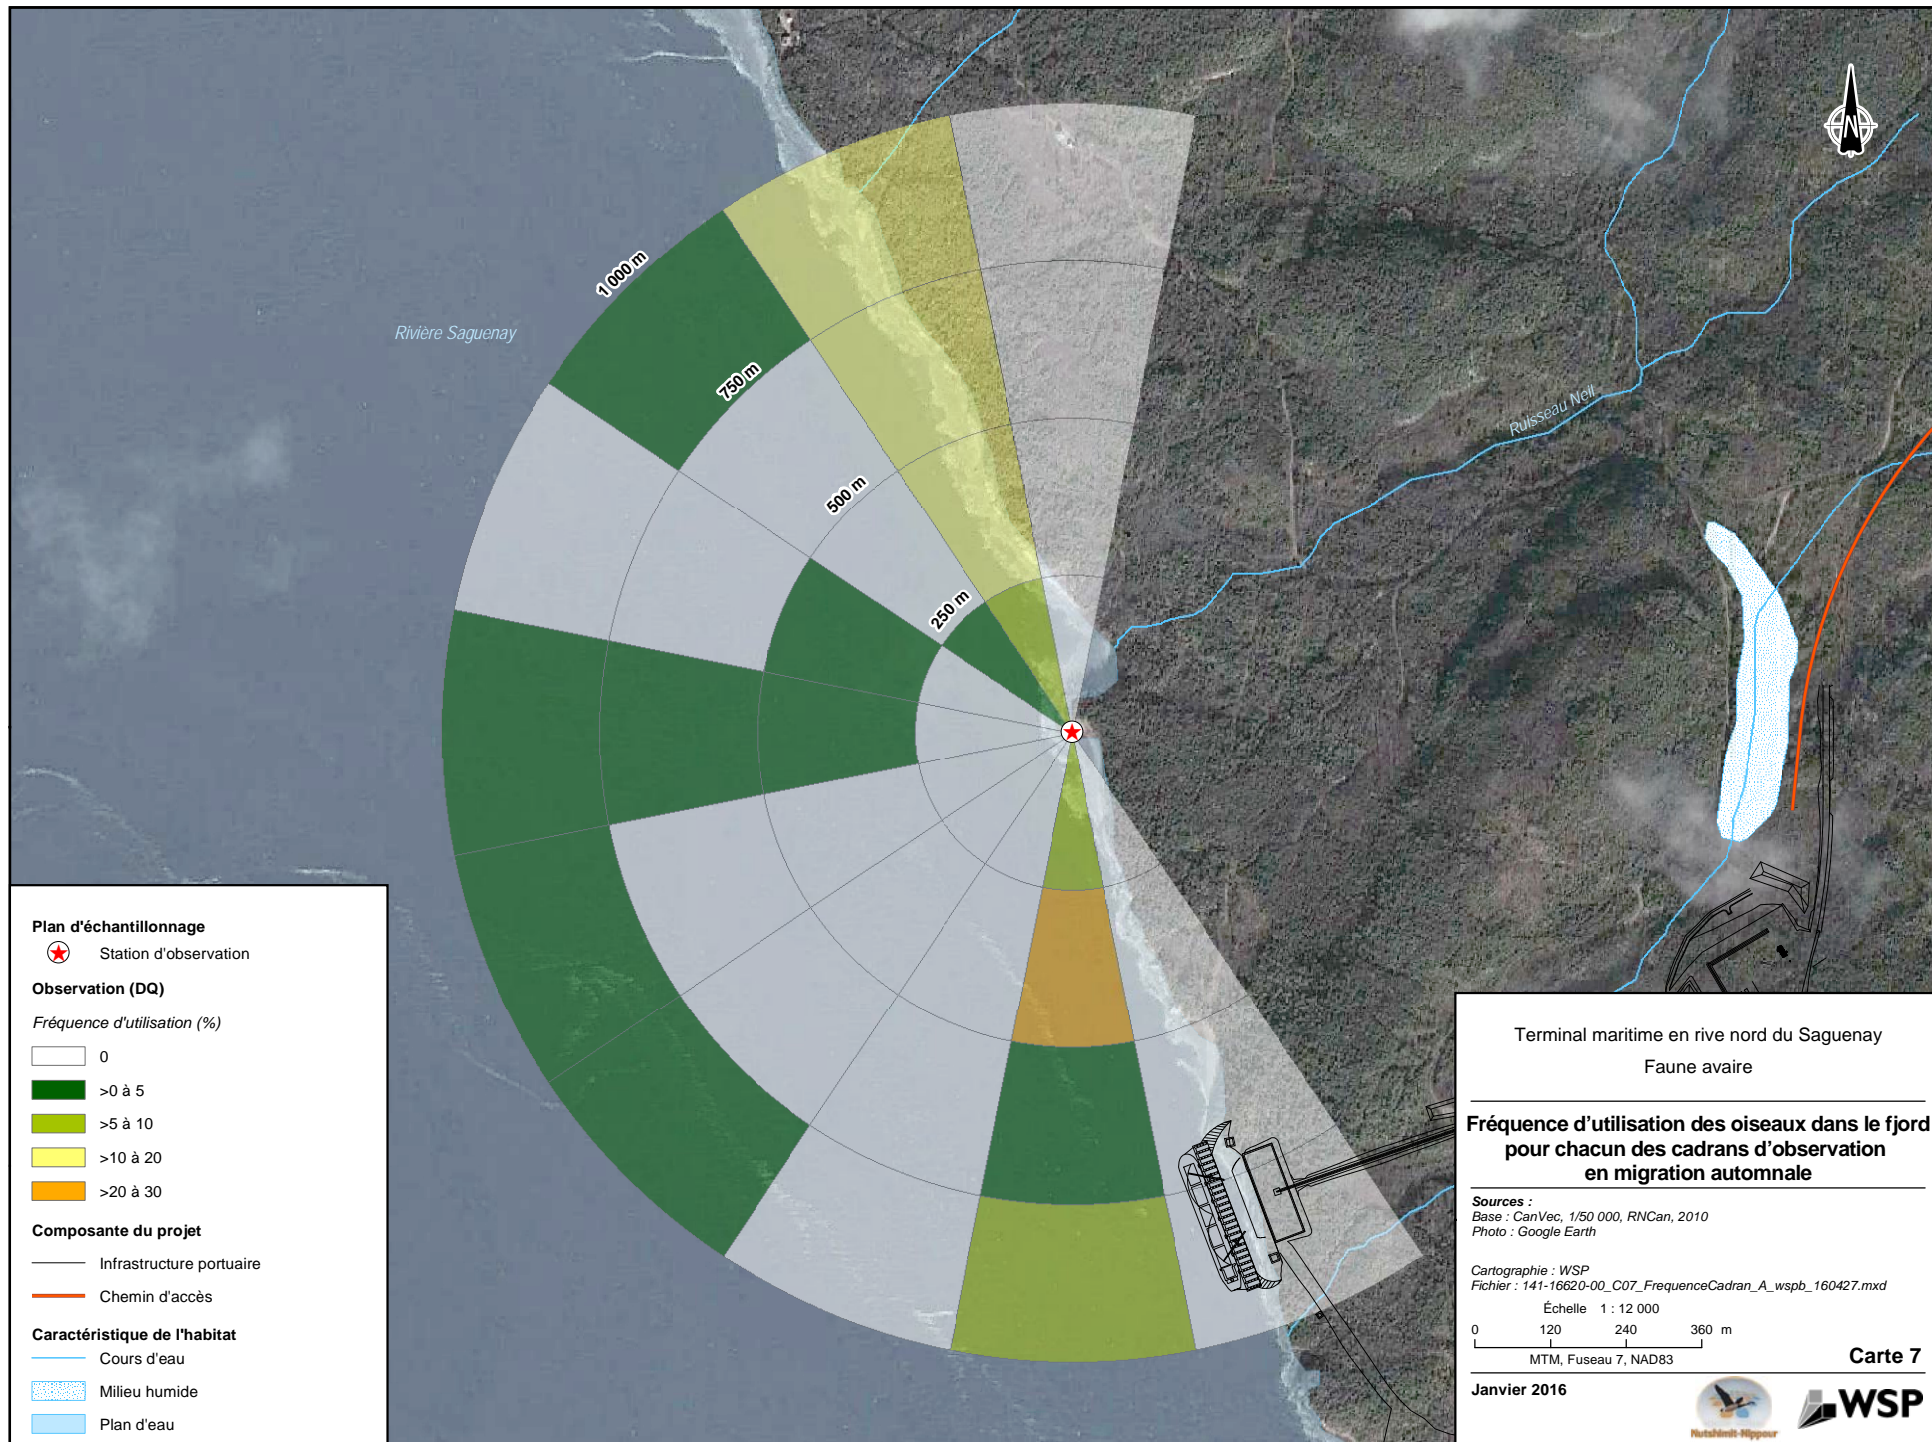 1 000 m
Rivière Saguenay
750 m
500 m
250 m
Ruisseau Neil
N
Plan d'échantillonnage
Station d'observation
Observation (DQ)
Fréquence d'utilisation (%)
0
>0 à 5
>5 à 10
>10 à 20
>20 à 30
Composante du projet
Infrastructure portuaire
Chemin d'accès
Caractéristique de l'habitat
Cours d'eau
Milieu humide
Plan d'eau
Terminal maritime en rive nord du Saguenay
Faune avaire
Fréquence d'utilisation des oiseaux dans le fjord
pour chacun des cadrans d'observation
en migration automnale
Sources :
Base : CanVec, 1/50 000, RNCan, 2010
Photo : Google Earth
Cartographie : WSP
Fichier : 141-16620-00_C07_FrequenceCadran_A_wspb_160427.mxd
Échelle 1 : 12 000
0 120 240 360 m
MTM, Fuseau 7, NAD83
Carte 7
Janvier 2016
Nutshimit-Nippour
WSP